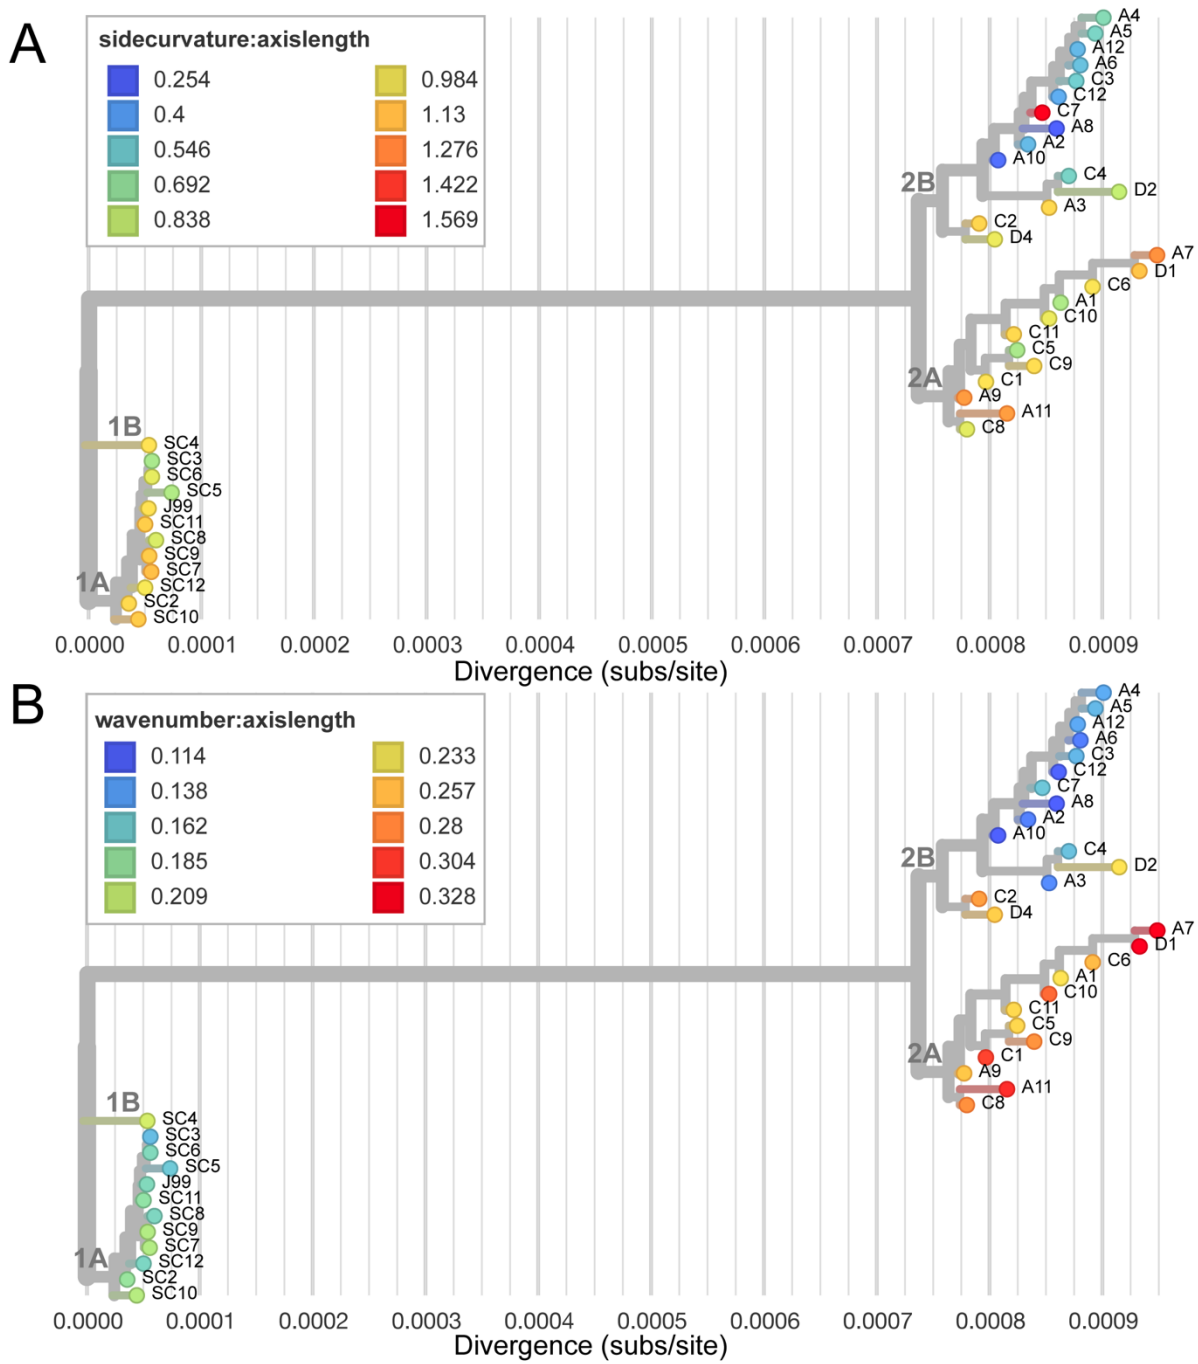 A
sidecurvature:axislength
0.254 0.984
0.4 1.13
0.546 1.276
0.692 1.422
0.838 1.569
A4
A5
A12
A6
C3
C12
C7
A8
A2
A10
C4
2B
D2
A3
C2
D4
A7
D1
C6
A1
C10
C11
C5
C9
2A
C1
A9
A11
C8
1B
SC4
SC3
SC6
SC5
J99
SC11
SC8
SC9
SC7
1A
SC12
SC2
SC10
0.0000 0.0001 0.0002 0.0003 0.0004 0.0005 0.0006 0.0007 0.0008 0.0009
Divergence (subs/site)
B
wavenumber:axislength
0.114 0.233
0.138 0.257
0.162 0.28
0.185 0.304
0.209 0.328
A4
A5
A12
A6
C3
C12
C7
A8
A2
A10
C4
2B
D2
A3
C2
D4
A7
D1
C6
A1
C10
C11
C5
C9
2A
C1
A9
A11
C8
1B
SC4
SC3
SC6
SC5
J99
SC11
SC8
SC9
SC7
1A
SC12
SC2
SC10
0.0000 0.0001 0.0002 0.0003 0.0004 0.0005 0.0006 0.0007 0.0008 0.0009
Divergence (subs/site)